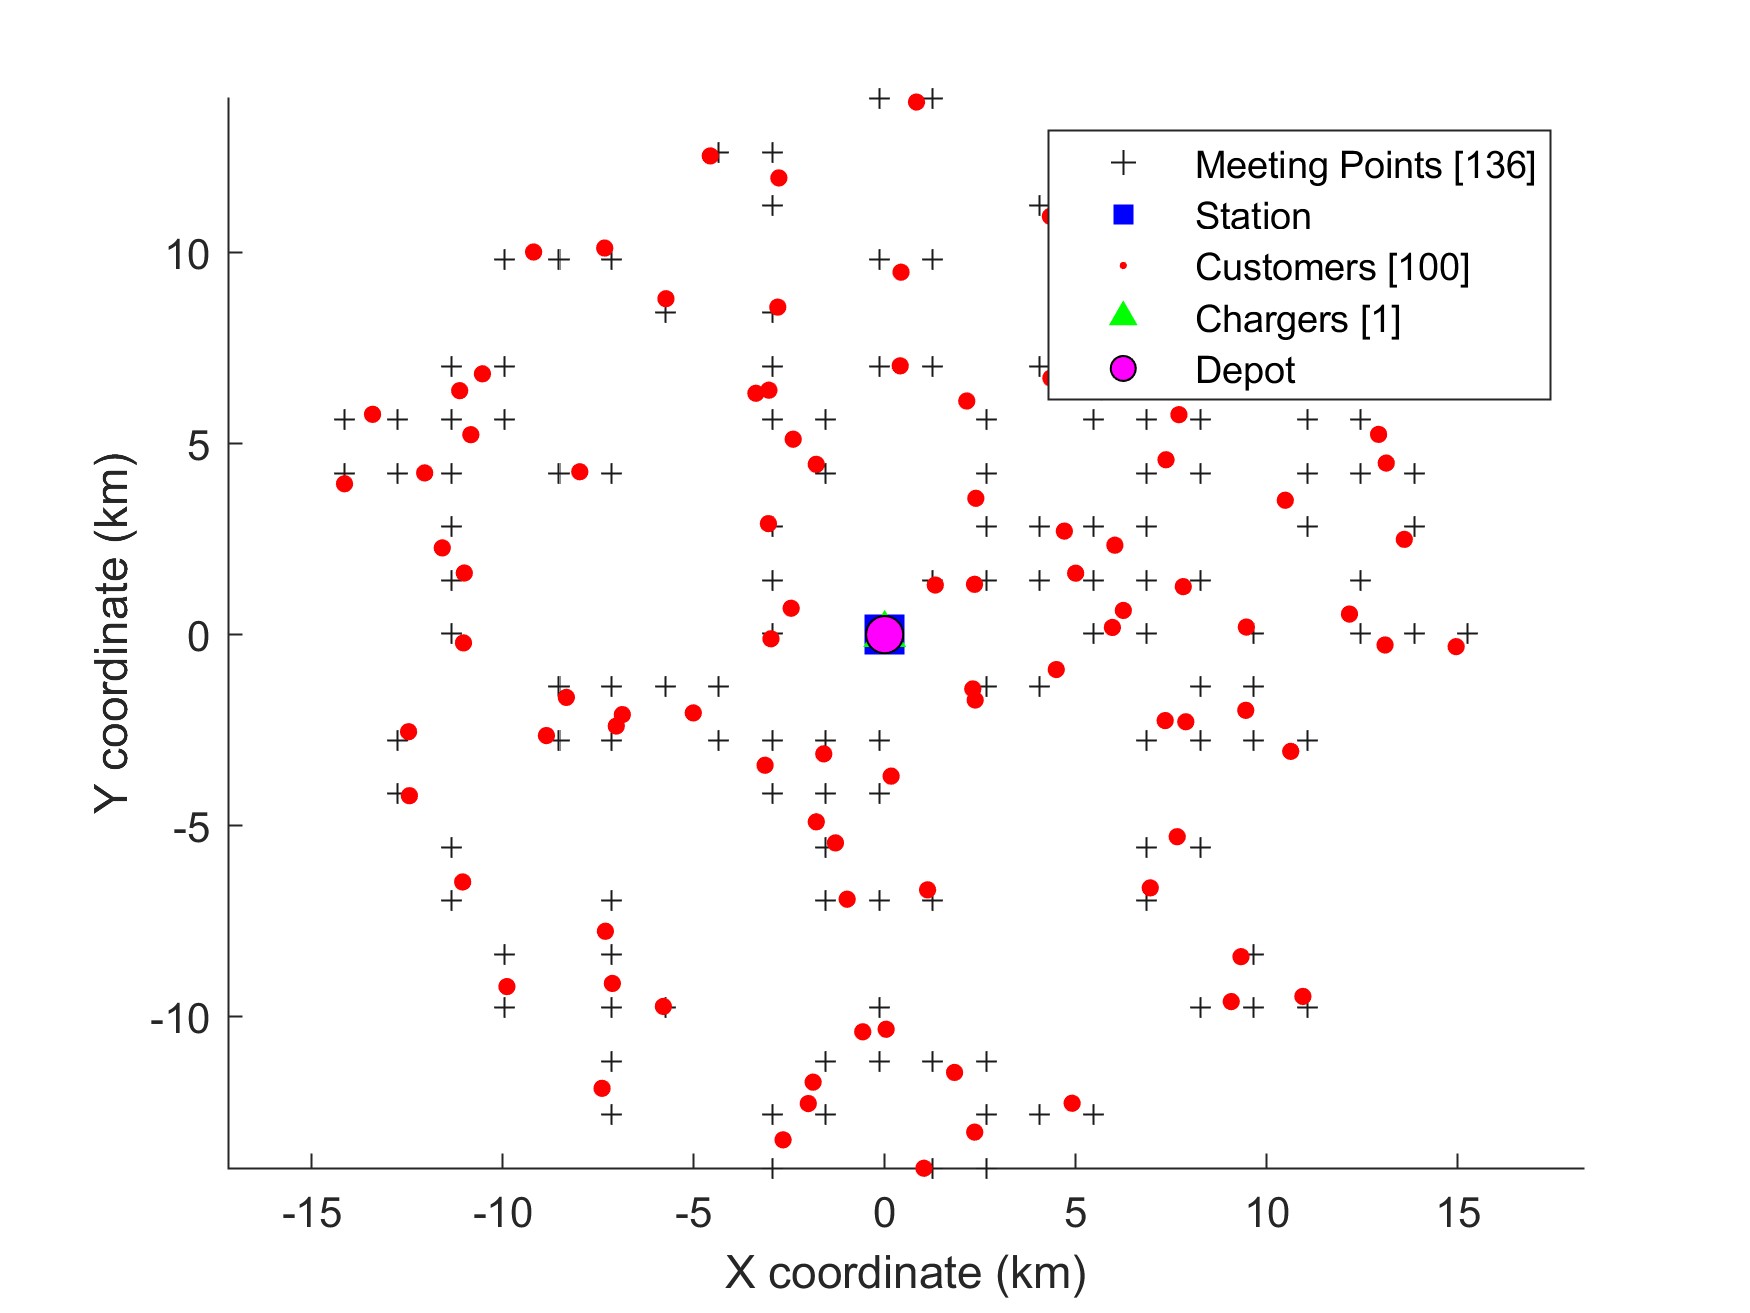 Meeting Points [136]
Station
Customers [100]
Chargers [1]
Depot
10
5
0
-5
-10
Y coordinate (km)
-15 -10 -5 0 5 10 15
X coordinate (km)